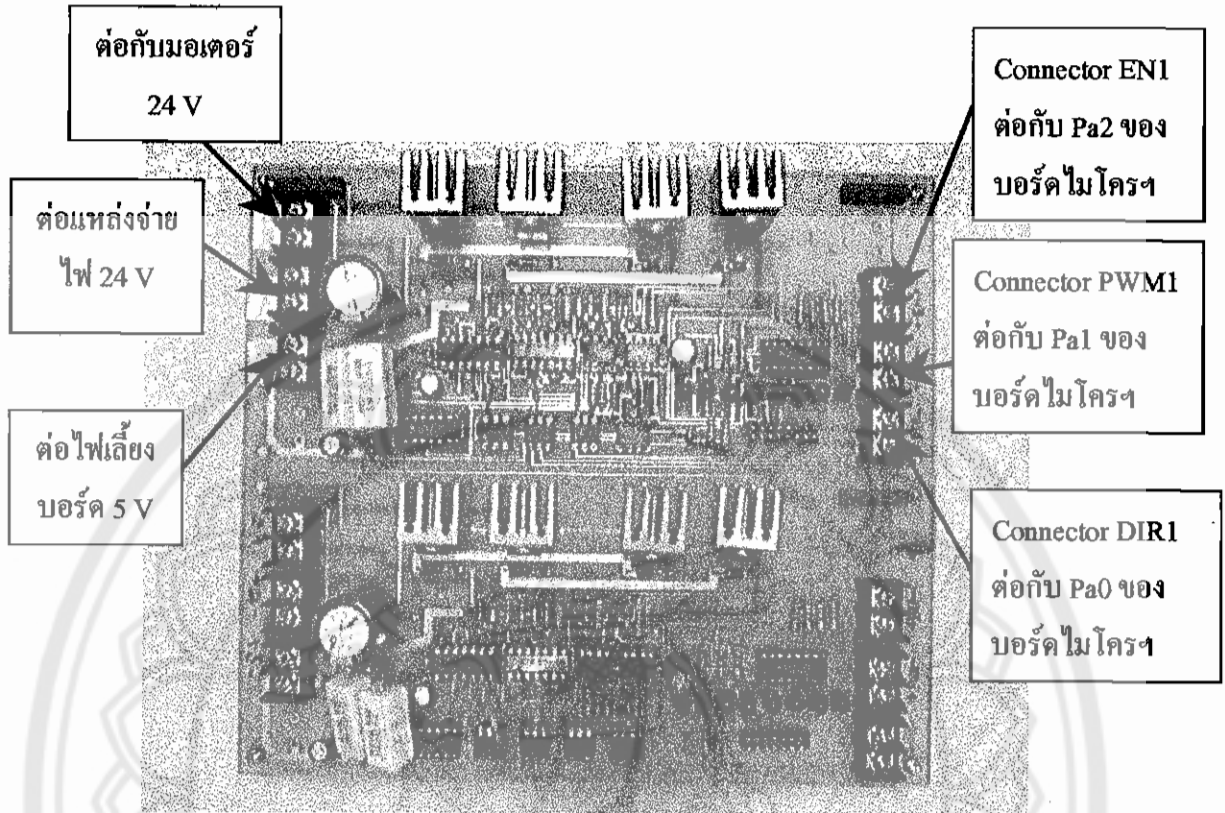 ต่อกับมอเตอร์
24 V
ต่อแหล่งจ่าย
ไฟ 24 V
ต่อไฟเลี้ยง
บอร์ด 5 V
Connector EN1
ต่อกับ Pa2 ของ
บอร์ดไมโครฯ
Connector PWM1
ต่อกับ Pa1 ของ
บอร์ดไมโครฯ
Connector DIR1
ต่อกับ Pa0 ของ
บอร์ดไมโครฯ